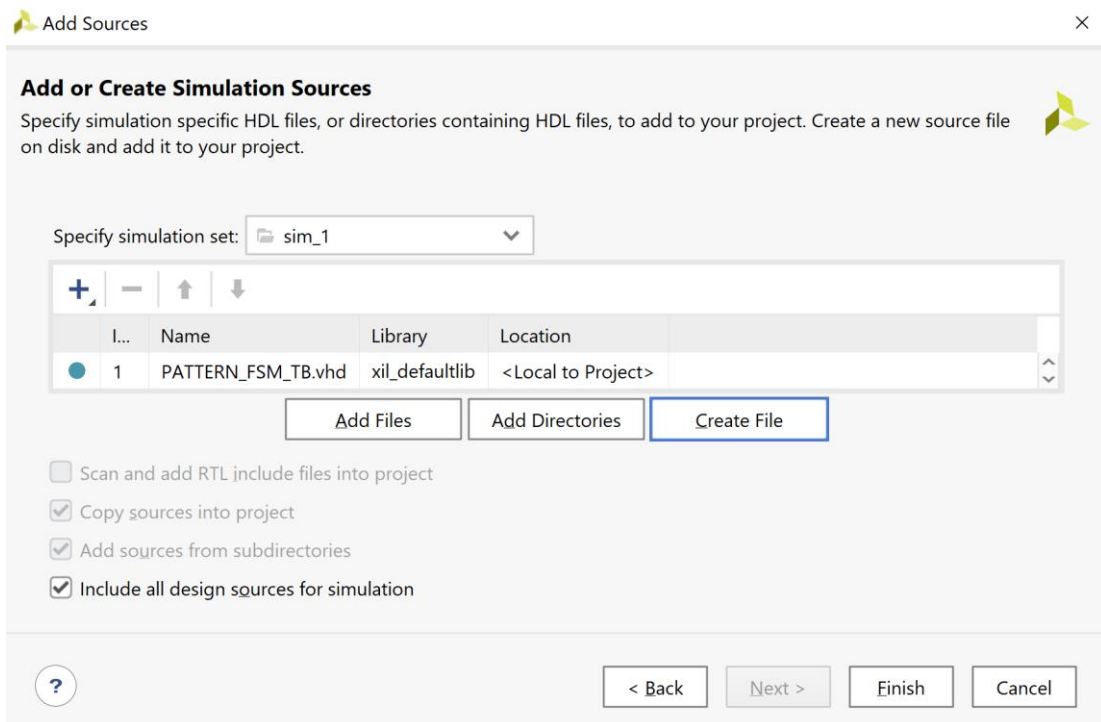 Add Sources
Add or Create Simulation Sources
Specify simulation specific HDL files, or directories containing HDL files, to add to your project. Create a new source file
on disk and add it to your project.
Specify simulation set: sim_1
I... Name Library Location
1 PATTERN_FSM_TB.vhd xil_defaultlib <Local to Project>
Add Files Add Directories Create File
Scan and add RTL include files into project
Copy sources into project
Add sources from subdirectories
Include all design sources for simulation
? < Back Next > Finish Cancel